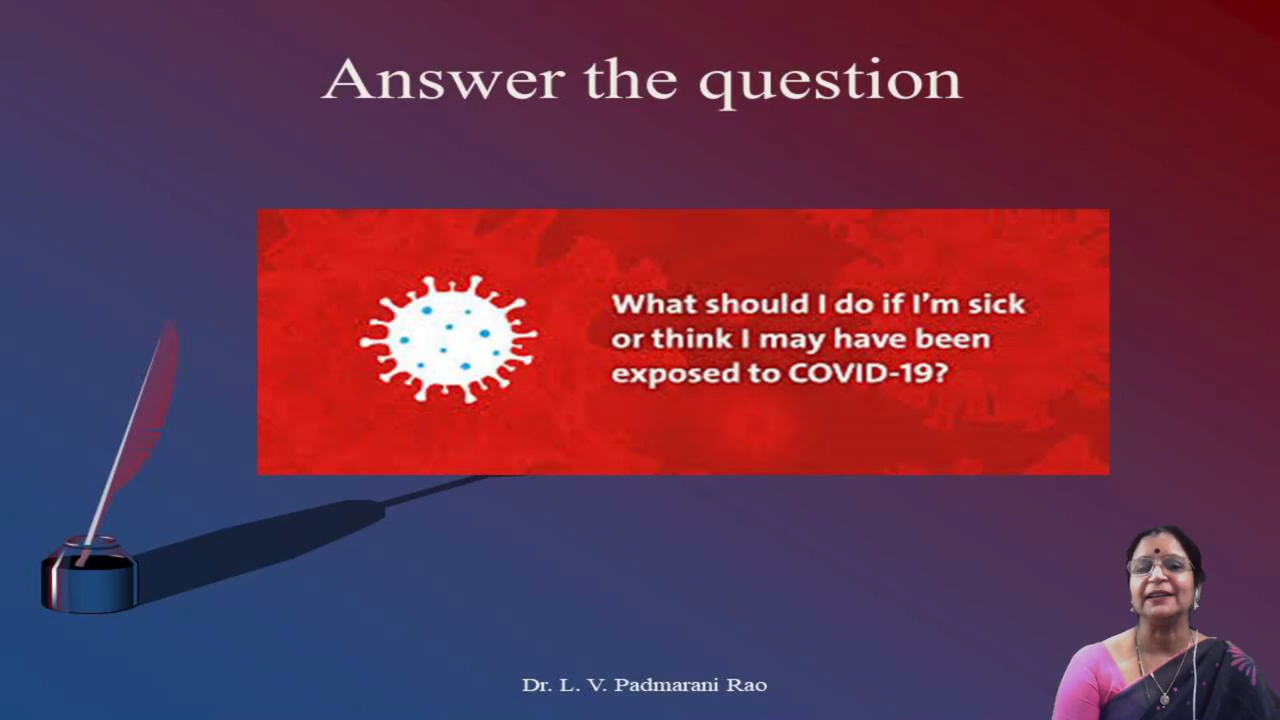 Answer the question
What should I do if I'm sick
or think I may have been
exposed to COVID-19?
Dr. L. V. Padmarani Rao